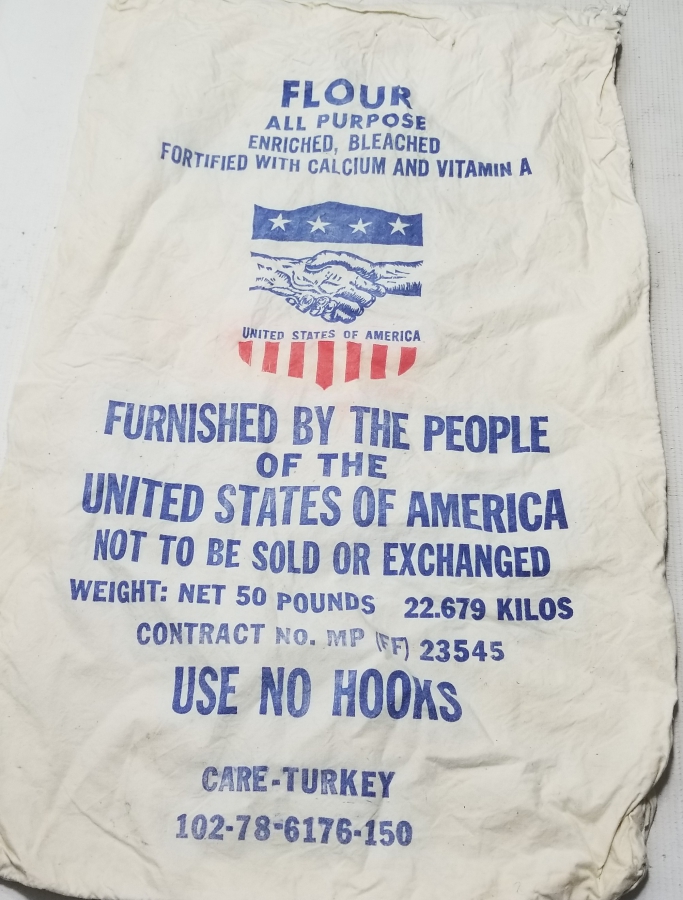 FLOUR
ALL PURPOSE
ENRICHED, BLEACHED
FORTIFIED WITH CALCIUM AND VITAMIN A
UNITED STATES OF AMERICA
FURNISHED BY THE PEOPLE
OF THE
UNITED STATES OF AMERICA
NOT TO BE SOLD OR EXCHANGED
WEIGHT: NET 50 POUNDS 22.679 KILOS
CONTRACT NO. MP (FF) 23545
USE NO HOOKS
CARE-TURKEY
102-78-6176-150